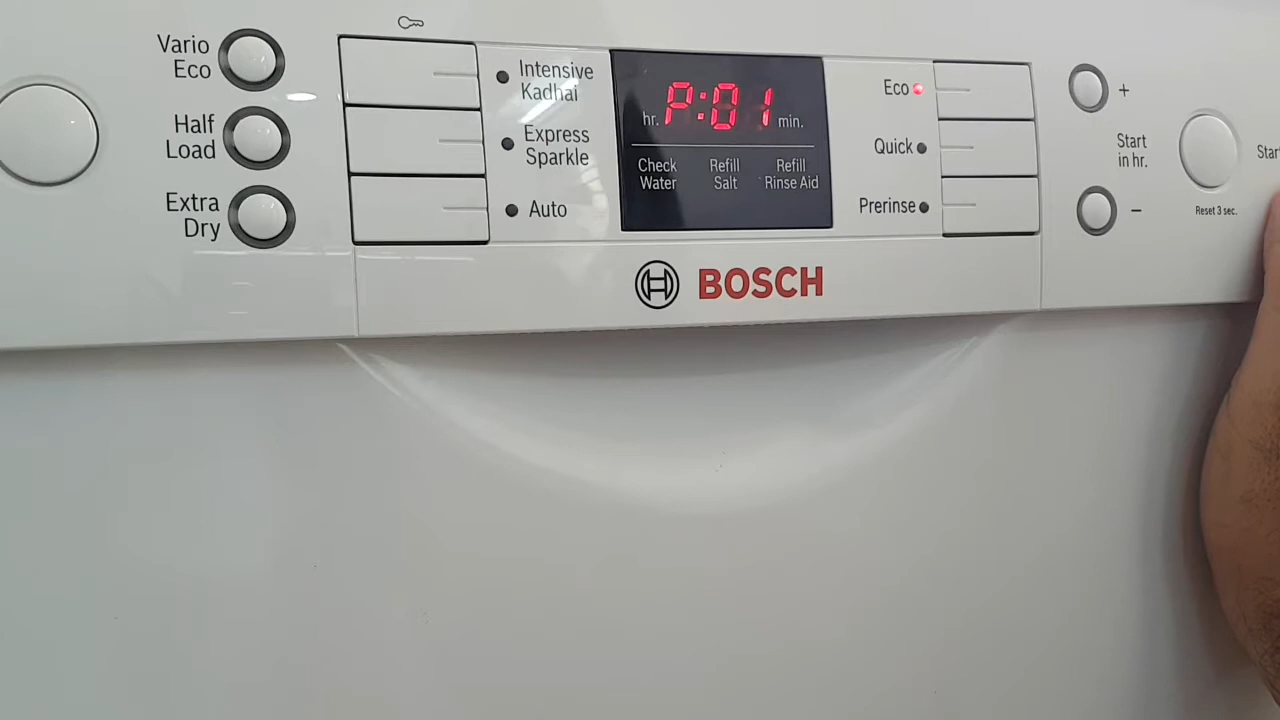 Vario
Eco
Half
Load
Extra
Dry
Intensive
Kadhai
Express
Sparkle
Auto
P:01
hr.
min.
Check
Water
Refill
Salt
Refill
Rinse Aid
Eco
Quick
Prerinse
+
Start
in hr.
−
Start
Reset 3 sec.
BOSCH